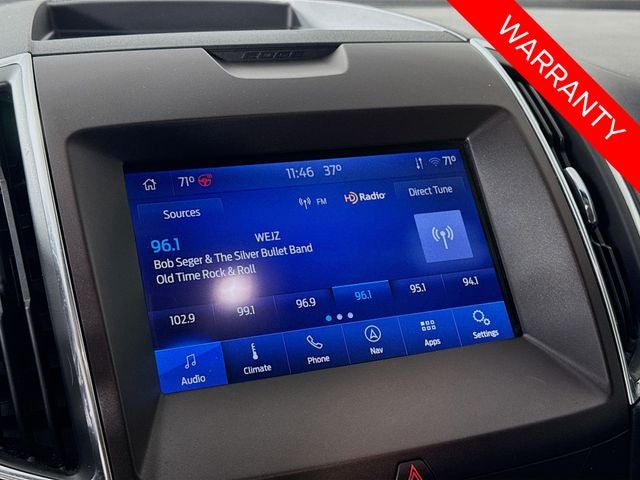 WARRANTY
EDGE
71° 11:46 37° 71°
Sources FM HD Radio Direct Tune
96.1 WEJZ
Bob Seger & The Silver Bullet Band
Old Time Rock & Roll
102.9 99.1 96.9 96.1 95.1 94.1
Audio Climate Phone Nav Apps Settings